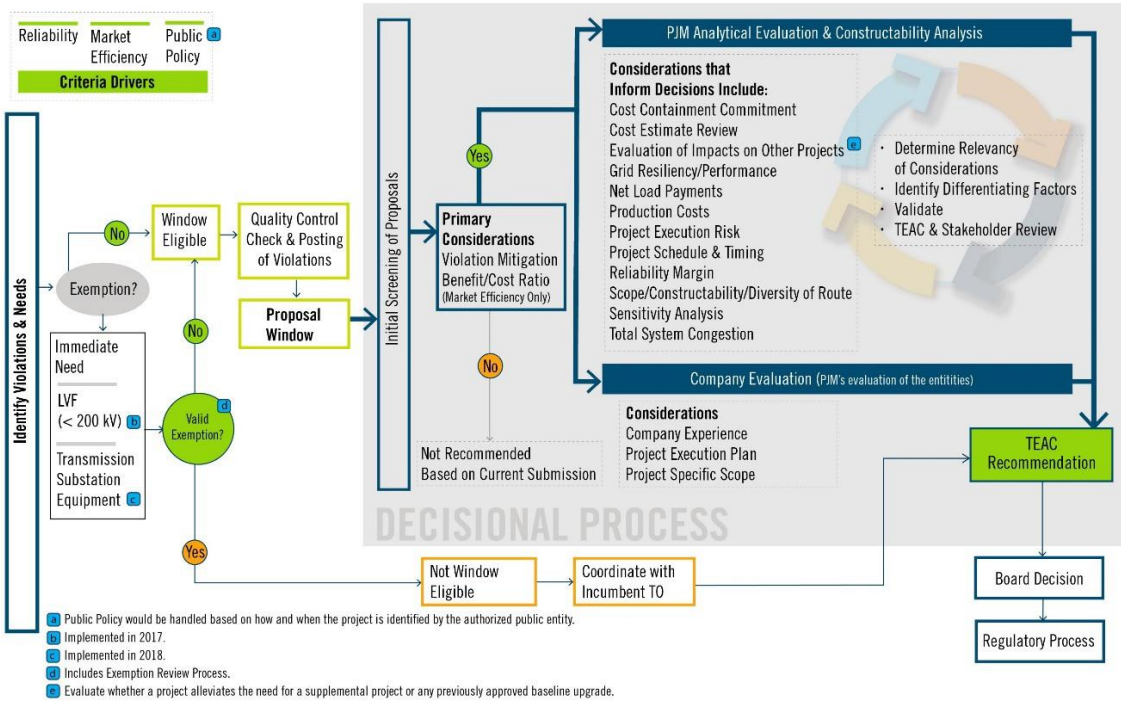 Reliability
Market
Efficiency
Public
Policy
a
Criteria Drivers
Identify Violations & Needs
Exemption?
No
Immediate
Need
LVF
(< 200 kV) b
Transmission
Substation
Equipment c
Window
Eligible
No
Valid
Exemption?
d
Yes
Quality Control
Check & Posting
of Violations
Proposal
Window
Initial Screening of Proposals
Yes
Primary
Considerations
Violation Mitigation
Benefit/Cost Ratio
(Market Efficiency Only)
No
Not Recommended
Based on Current Submission
PJM Analytical Evaluation & Constructability Analysis
Considerations that
Inform Decisions Include:
Cost Containment Commitment
Cost Estimate Review
Evaluation of Impacts on Other Projects e
Grid Resiliency/Performance
Net Load Payments
Production Costs
Project Execution Risk
Project Schedule & Timing
Reliability Margin
Scope/Constructability/Diversity of Route
Sensitivity Analysis
Total System Congestion
· Determine Relevancy
of Considerations
· Identify Differentiating Factors
· Validate
· TEAC & Stakeholder Review
Company Evaluation (PJM's evaluation of the entitities)
Considerations
Company Experience
Project Execution Plan
Project Specific Scope
DECISIONAL PROCESS
TEAC
Recommendation
Not Window
Eligible
Coordinate with
Incumbent TO
Board Decision
Regulatory Process
a Public Policy would be handled based on how and when the project is identified by the authorized public entity.
b Implemented in 2017.
c Implemented in 2018.
d Includes Exemption Review Process.
e Evaluate whether a project alleviates the need for a supplemental project or any previously approved baseline upgrade.